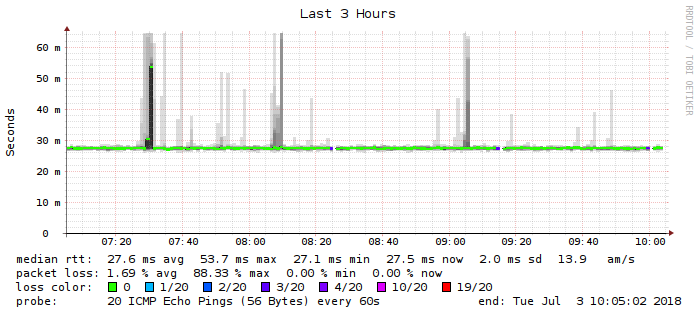 Last 3 Hours
RRDTOOL / TOBI OETIKER
Seconds
60 m
50 m
40 m
30 m
20 m
10 m
0
07:20 07:40 08:00 08:20 08:40 09:00 09:20 09:40 10:00
median rtt: 27.6 ms avg 53.7 ms max 27.1 ms min 27.5 ms now 2.0 ms sd 13.9 am/s
packet loss: 1.69 % avg 88.33 % max 0.00 % min 0.00 % now
loss color: 0 1/20 2/20 3/20 4/20 10/20 19/20
probe: 20 ICMP Echo Pings (56 Bytes) every 60s end: Tue Jul 3 10:05:02 2018